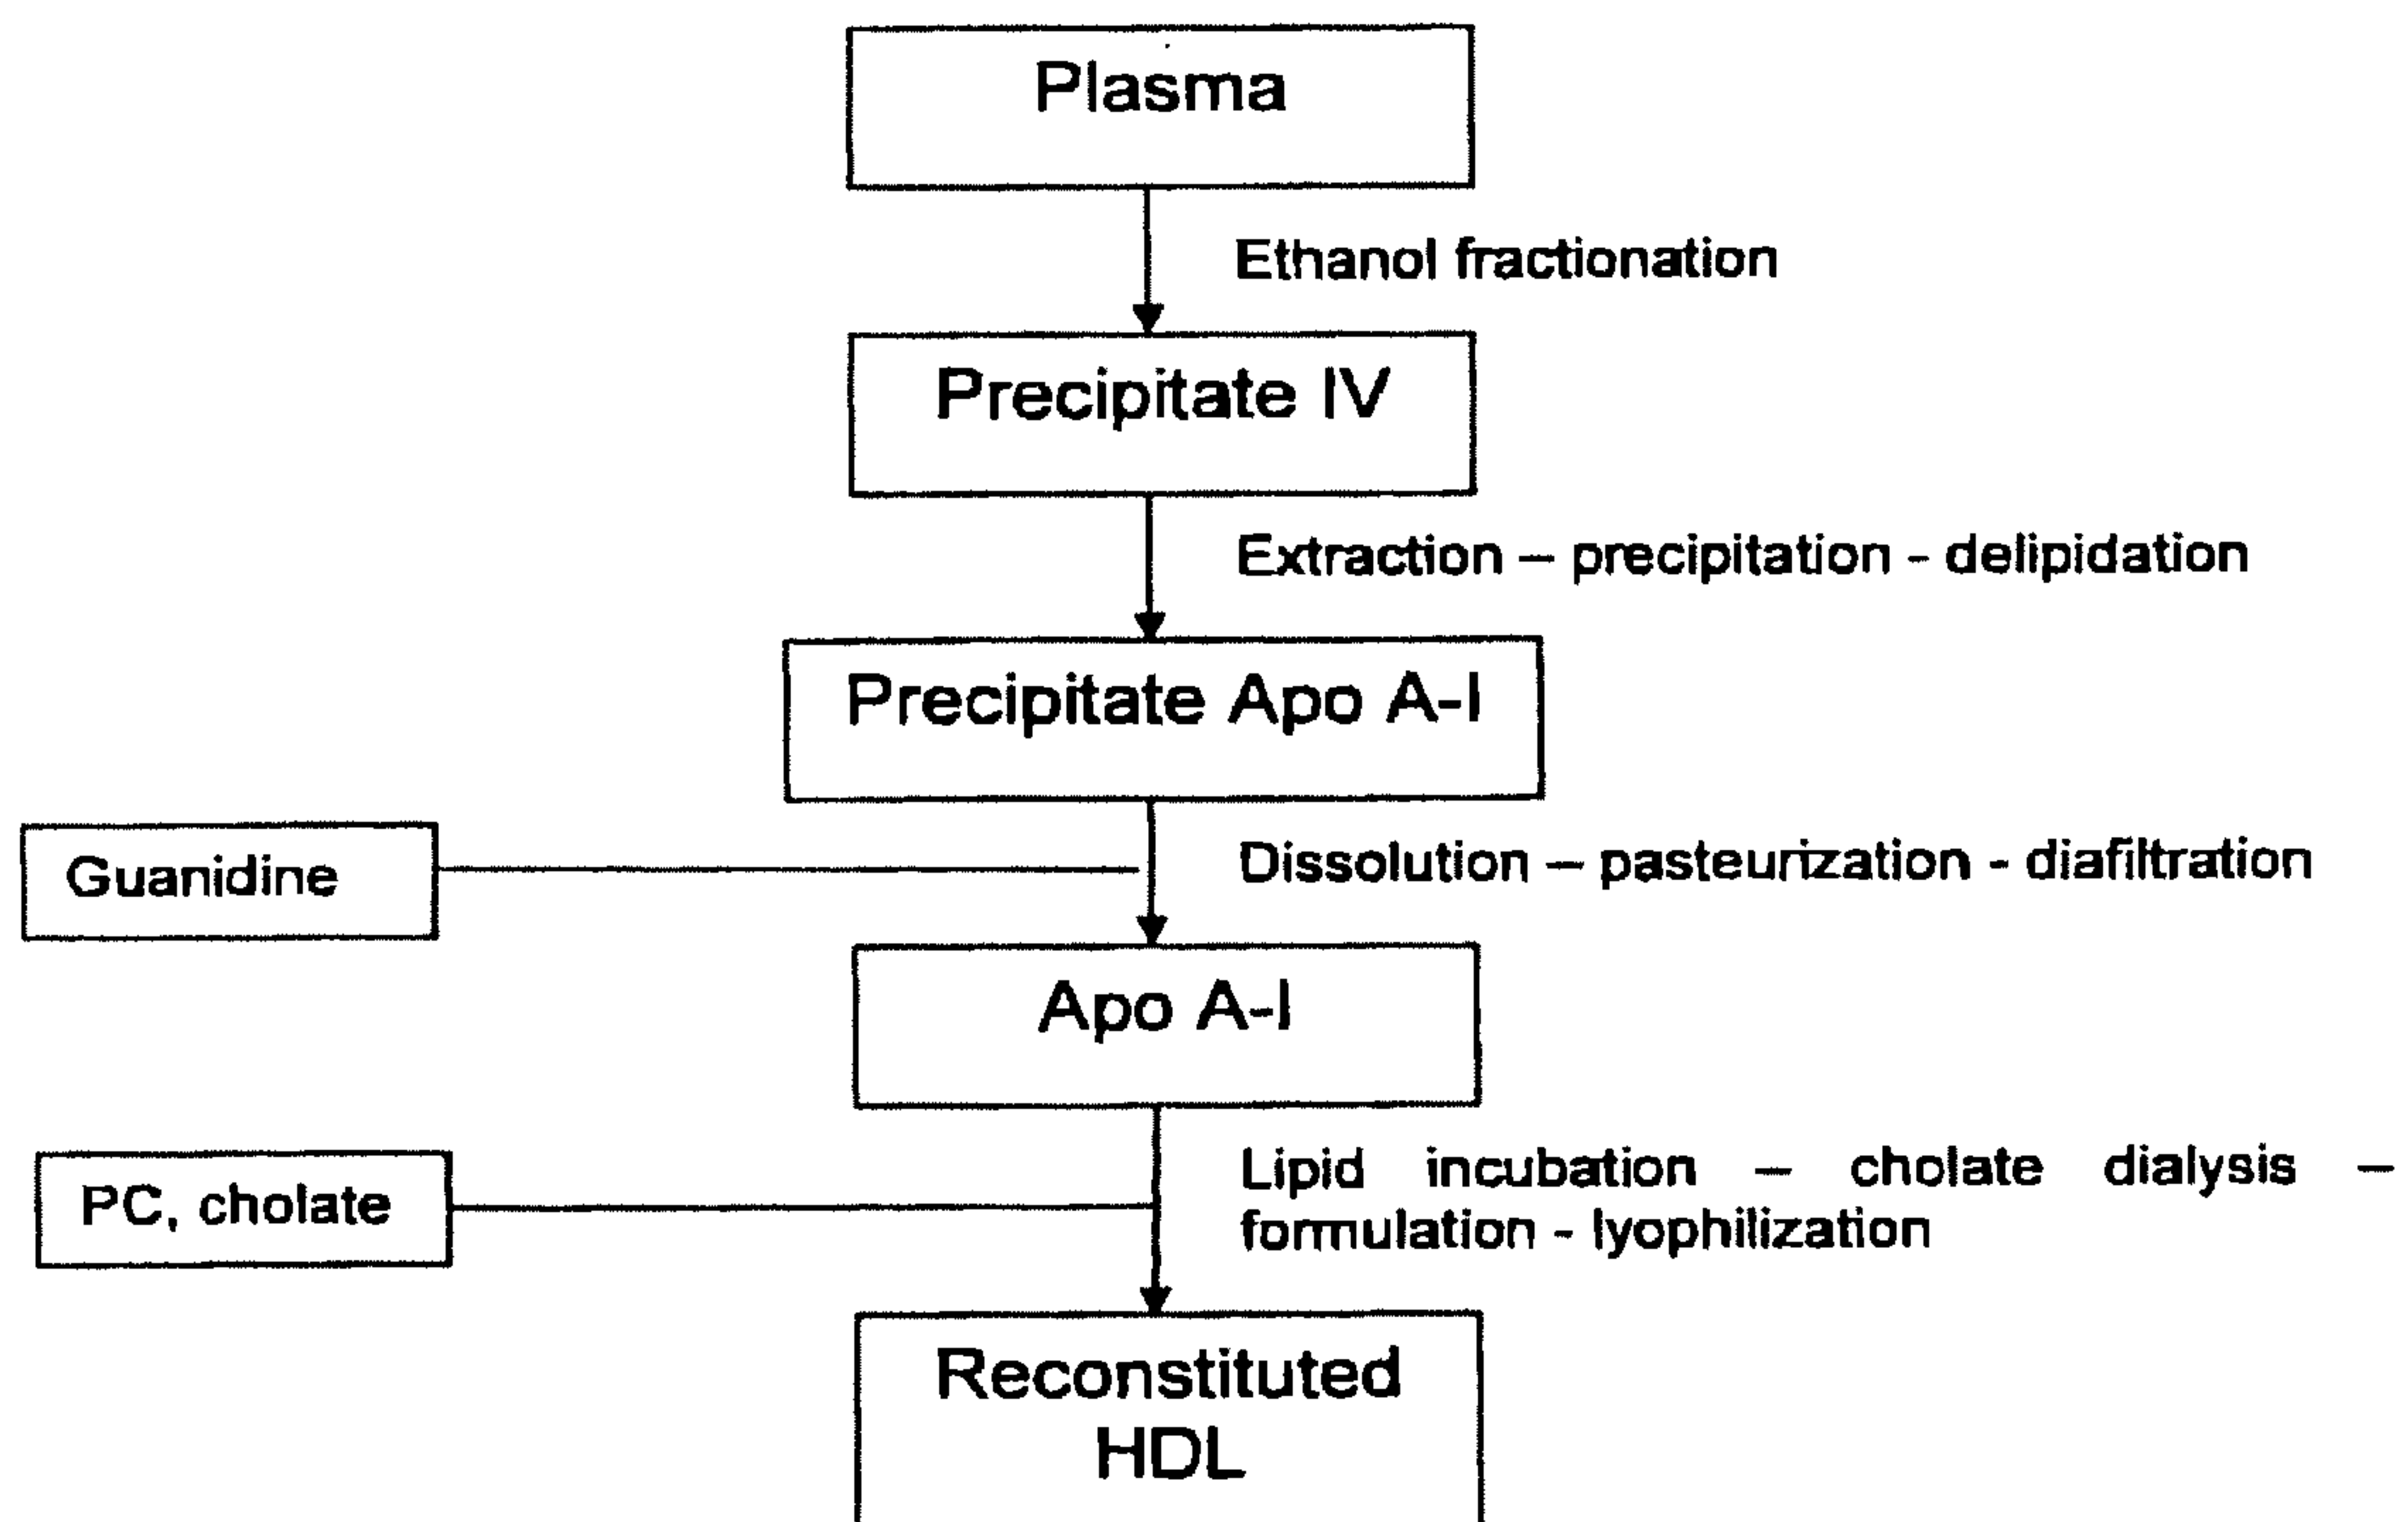 Plasma
Ethanol fractionation
Precipitate IV
Extraction – precipitation - delipidation
Precipitate Apo A-I
Guanidine
Dissolution – pasteurization - diafiltration
Apo A-I
PC, cholate
Lipid incubation – cholate dialysis –
formulation - lyophilization
Reconstituted
HDL